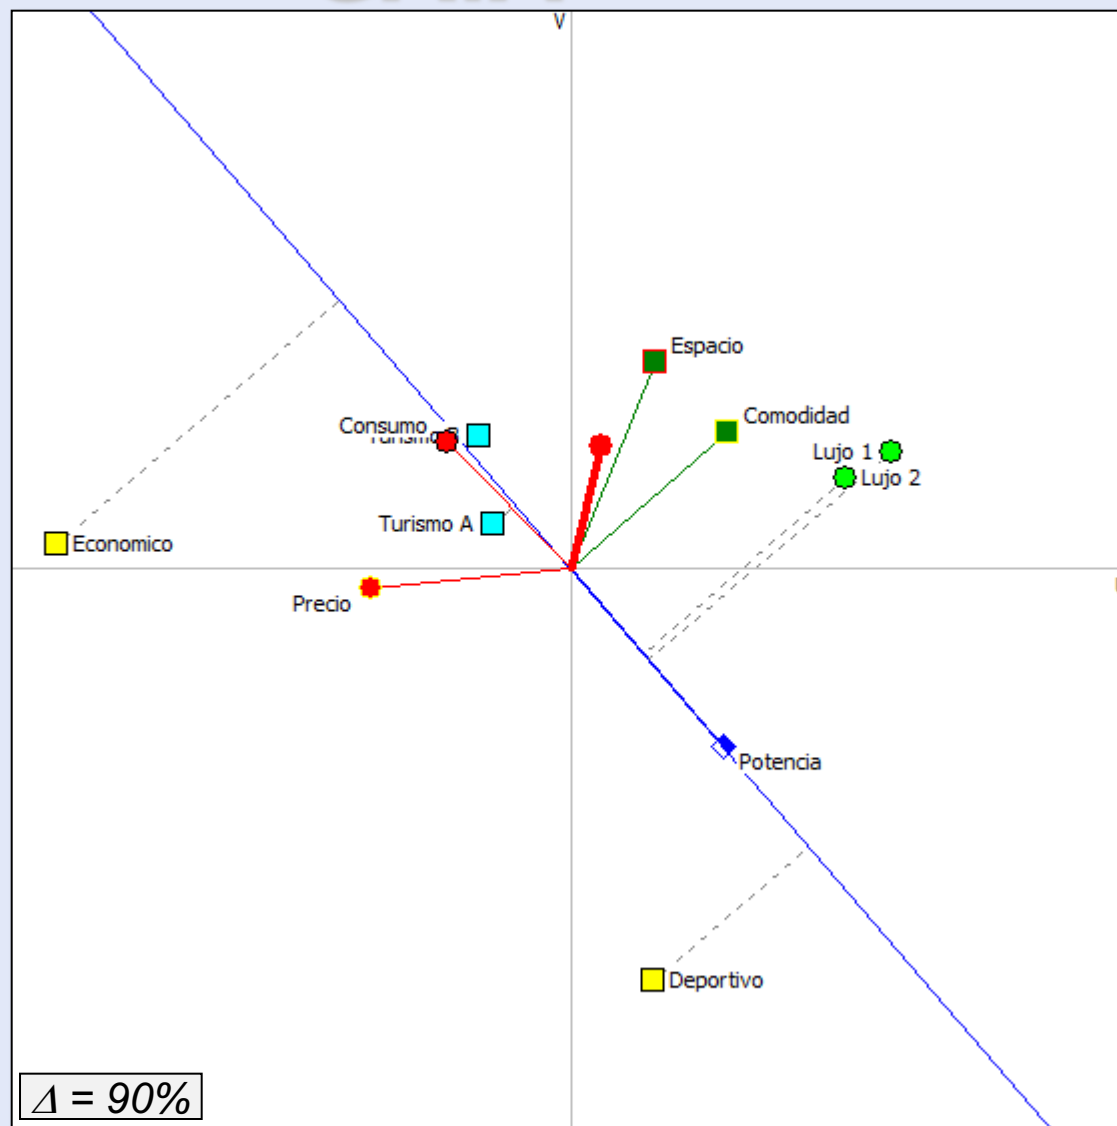 V
Espacio
Comodidad
Consumo
Lujo 1
Lujo 2
Turismo A
Economico
Precio
Potencia
Deportivo
Δ = 90%